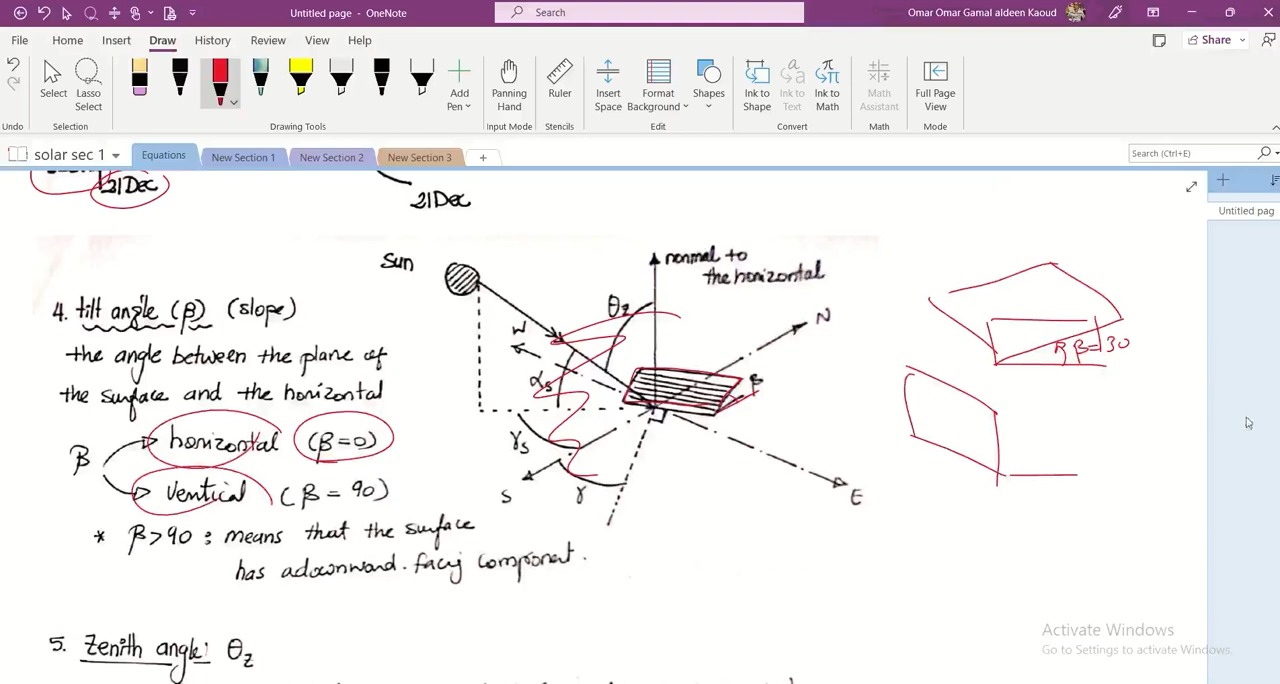 Untitled page - OneNote
Search
Omar Omar Gamal aldeen Kaoud
File Home Insert Draw History Review View Help
Share
Undo
Select
Lasso Select
Add Pen
Panning Hand
Ruler
Insert Space
Format Background
Shapes
Ink to Shape
Ink to Text
Ink to Math
Math Assistant
Full Page View
Undo Selection Drawing Tools Input Mode Stencils Edit Convert Math Mode
solar sec 1 Equations New Section 1 New Section 2 New Section 3 +
Search (Ctrl+E)
Untitled pag
21 Dec
21 Dec
Sun
normal to
the horizontal
θz
N
W
αs
β
γs
S
γ
E
β=30
4. tilt angle (β) (slope)
the angle between the plane of
the surface and the horizontal
β
horizontal (β=0)
vertical (β = 90)
* β>90 : means that the surface
has adownward. facing component.
5. Zenith angle: θz
Activate Windows
Go to Settings to activate Windows.